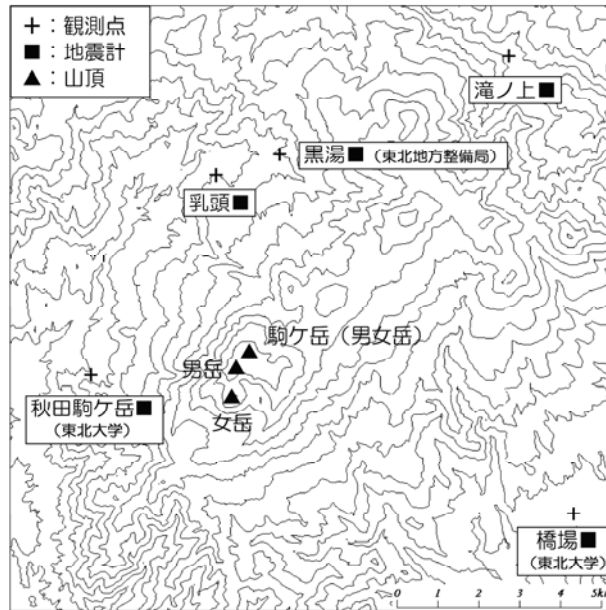 +：観測点
■：地震計
▲：山頂
滝ノ上■
黒湯■（東北地方整備局）
乳頭■
駒ケ岳（男女岳）
男岳
女岳
秋田駒ケ岳■
(東北大学)
橋場■
(東北大学)
0 1 2 3 4 5km